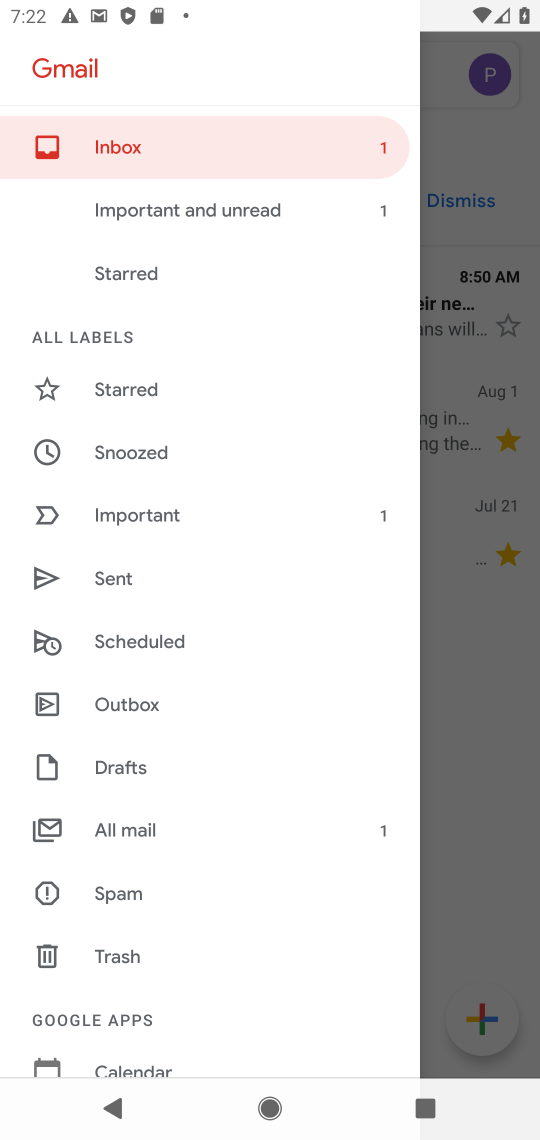 7:22
Gmail
P
Inbox 1
Important and unread 1
Dismiss
Starred
8:50 AM
eir ne...
ans will...
ALL LABELS
Starred
Aug 1
ng in...
ng the...
Snoozed
Important 1
Jul 21
...
Sent
Scheduled
Outbox
Drafts
All mail 1
Spam
Trash
GOOGLE APPS
Calendar